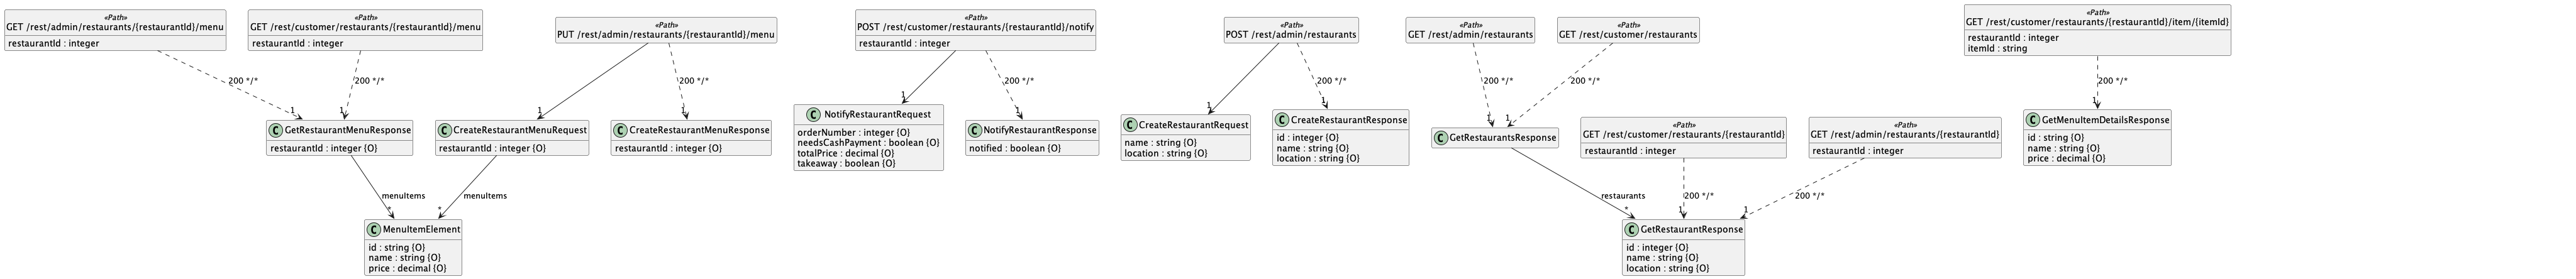 «Path»
GET /rest/admin/restaurants/{restaurantId}/menu
restaurantId : integer
«Path»
GET /rest/customer/restaurants/{restaurantId}/menu
restaurantId : integer
«Path»
PUT /rest/admin/restaurants/{restaurantId}/menu
«Path»
POST /rest/customer/restaurants/{restaurantId}/notify
restaurantId : integer
«Path»
POST /rest/admin/restaurants
«Path»
GET /rest/admin/restaurants
«Path»
GET /rest/customer/restaurants
«Path»
GET /rest/customer/restaurants/{restaurantId}/item/{itemId}
restaurantId : integer
itemId : string
200 */*
200 */*
200 */*
200 */*
200 */*
200 */*
200 */*
200 */*
1
1
1
1
1
1
1
1
1
1
1
C GetRestaurantMenuResponse
restaurantId : integer {O}
C CreateRestaurantMenuRequest
restaurantId : integer {O}
C CreateRestaurantMenuResponse
restaurantId : integer {O}
C NotifyRestaurantRequest
orderNumber : integer {O}
needsCashPayment : boolean {O}
totalPrice : decimal {O}
takeaway : boolean {O}
C NotifyRestaurantResponse
notified : boolean {O}
C CreateRestaurantRequest
name : string {O}
location : string {O}
C CreateRestaurantResponse
id : integer {O}
name : string {O}
location : string {O}
C GetRestaurantsResponse
«Path»
GET /rest/customer/restaurants/{restaurantId}
restaurantId : integer
«Path»
GET /rest/admin/restaurants/{restaurantId}
restaurantId : integer
C GetMenuItemDetailsResponse
id : string {O}
name : string {O}
price : decimal {O}
menuItems
menuItems
restaurants
200 */*
200 */*
*
*
*
1
1
C MenuItemElement
id : string {O}
name : string {O}
price : decimal {O}
C GetRestaurantResponse
id : integer {O}
name : string {O}
location : string {O}